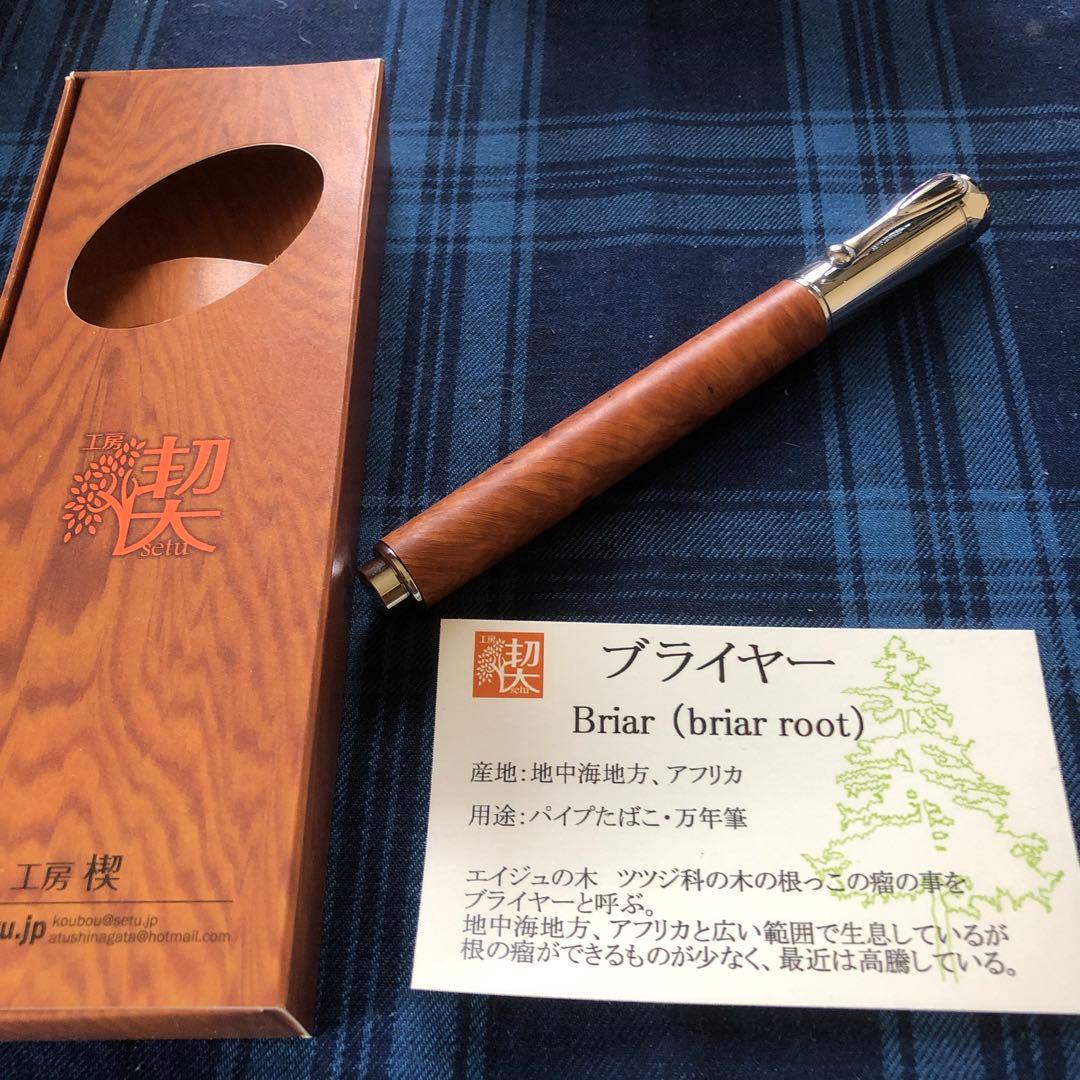 工房
楔
setu
工房 楔
u.jp
koubou@setu.jp
atushinagata@hotmail.com
工房
楔
setu
ブライヤー
Briar (briar root)
産地:地中海地方、アフリカ
用途:パイプたばこ・万年筆
エイジュの木 ツツジ科の木の根っこの瘤の事を
ブライヤーと呼ぶ。
地中海地方、アフリカと広い範囲で生息しているが
根の瘤ができるものが少なく、最近は高騰している。